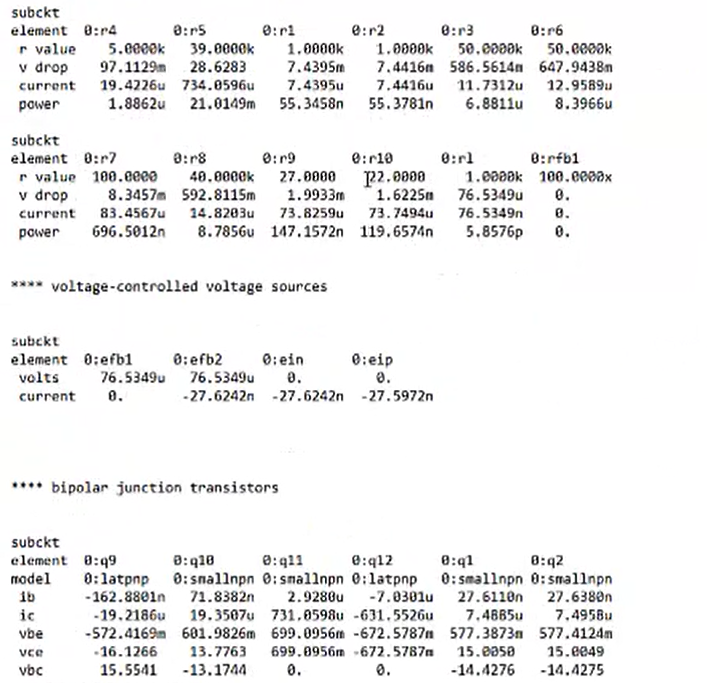 subckt
element 0:r4 0:r5 0:r1 0:r2 0:r3 0:r6
r value 5.0000k 39.0000k 1.0000k 1.0000k 50.0000k 50.0000k
v drop 97.1129m 28.6283 7.4395m 7.4416m 586.5614m 647.9438m
current 19.4226u 734.0596u 7.4395u 7.4416u 11.7312u 12.9589u
power 1.8862u 21.0149m 55.3458n 55.3781n 6.8811u 8.3966u
subckt
element 0:r7 0:r8 0:r9 0:r10 0:rl 0:rfb1
r value 100.0000 40.0000k 27.0000 22.0000 1.0000k 100.0000x
v drop 8.3457m 592.8115m 1.9933m 1.6225m 76.5349u 0.
current 83.4567u 14.8203u 73.8259u 73.7494u 76.5349n 0.
power 696.5012n 8.7856u 147.1572n 119.6574n 5.8576p 0.
**** voltage-controlled voltage sources
subckt
element 0:efb1 0:efb2 0:ein 0:eip
volts 76.5349u 76.5349u 0. 0.
current 0. -27.6242n -27.6242n -27.5972n
**** bipolar junction transistors
subckt
element 0:q9 0:q10 0:q11 0:q12 0:q1 0:q2
model 0:latpnp 0:smallnpn 0:smallnpn 0:latpnp 0:smallnpn 0:smallnpn
ib -162.8801n 71.8382n 2.9280u -7.0301u 27.6110n 27.6380n
ic -19.2186u 19.3507u 731.0598u -631.5526u 7.4885u 7.4958u
vbe -572.4169m 601.9826m 699.0956m -672.5787m 577.3873m 577.4124m
vce -16.1266 13.7763 699.0956m -672.5787m 15.0050 15.0049
vbc 15.5541 -13.1744 0. 0. -14.4276 -14.4275